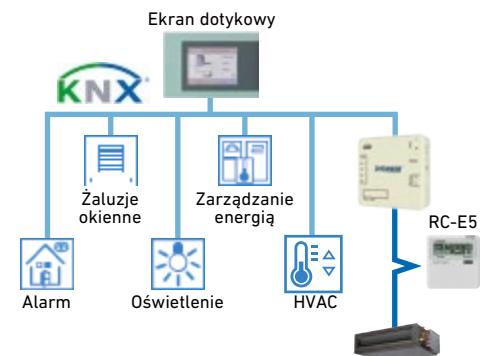 Ekran dotykowy
KNX
Żaluzje
okienne
Zarządzanie
energią
RC-E5
Alarm
Oświetlenie
HVAC